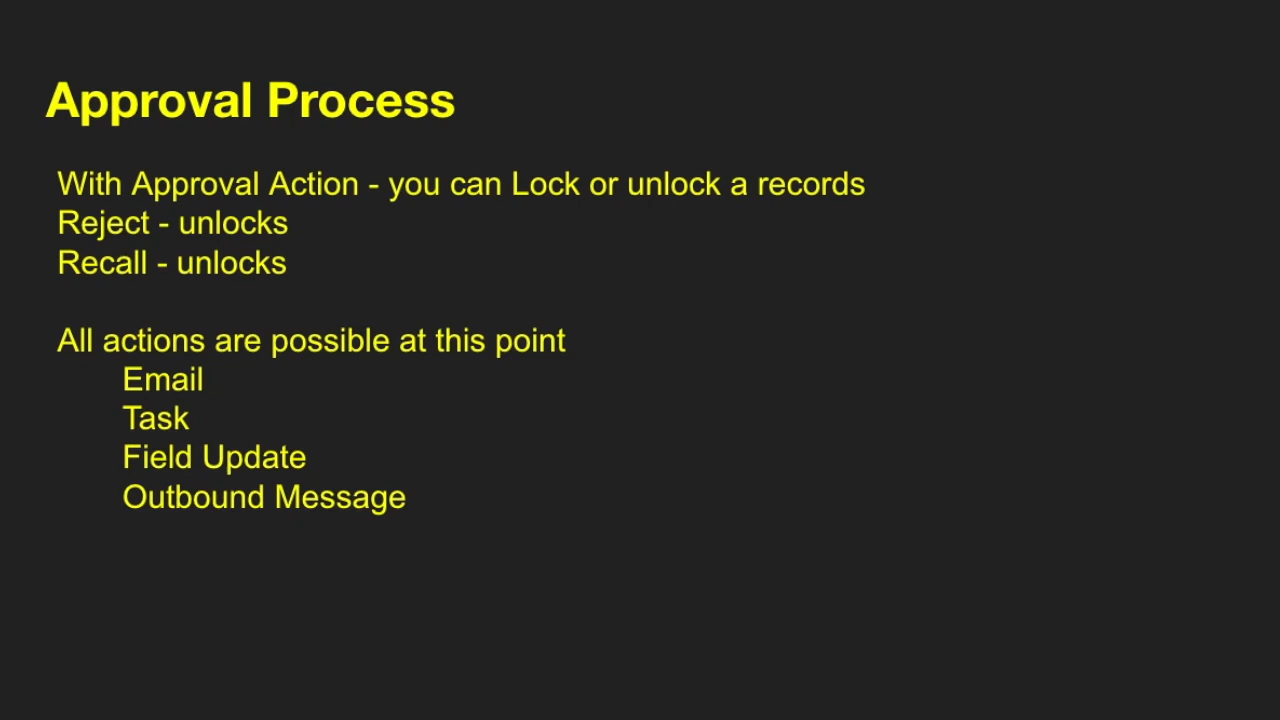 Approval Process
With Approval Action - you can Lock or unlock a records
Reject - unlocks
Recall - unlocks
All actions are possible at this point
Email
Task
Field Update
Outbound Message